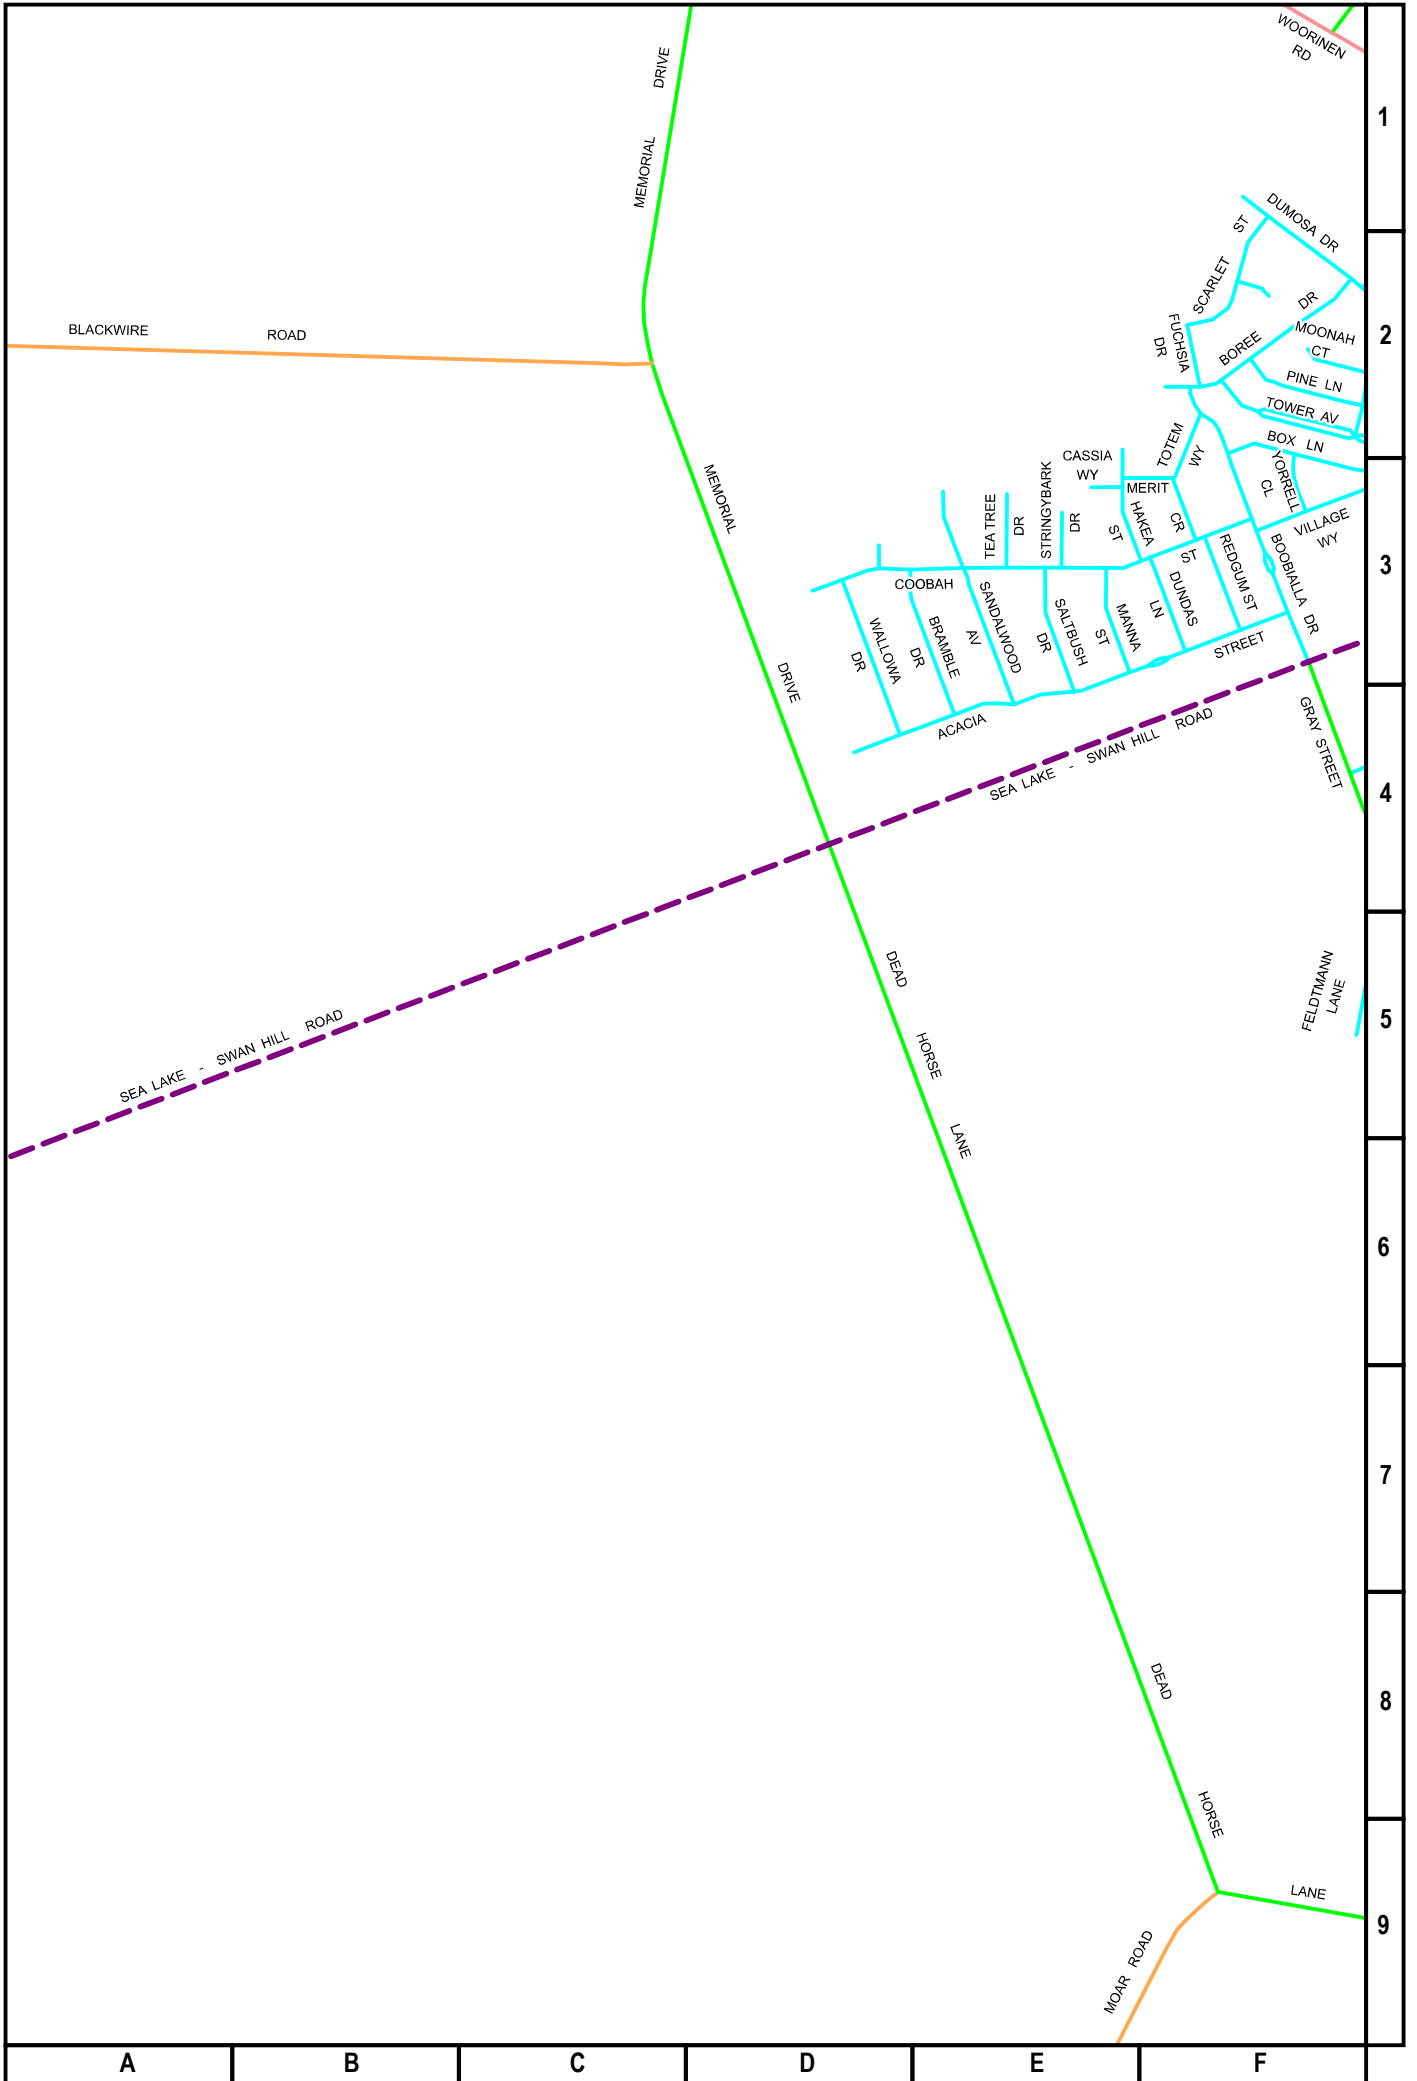 WOORINEN
RD
1
MEMORIAL DRIVE
DUMOSA DR
SCARLET ST
BLACKWIRE ROAD
FUCHSIA
DR
BOREE DR
MOONAH
CT
2
PINE LN
TOWER AV
BOX LN
TOTEM
WY
CASSIA
WY
MERIT
CR
YORRELL
CL
VILLAGE
WY
MEMORIAL DRIVE
TEA TREE
DR
STRINGYBARK
DR
HAKEA
ST
COOBAH ST
3
WALLOWA
DR
BRAMBLE
DR
SANDALWOOD
AV
SALTBUSH
DR
MANNA
ST
DUNDAS
LN
REDGUM ST
BOOBIALLA DR
ACACIA STREET
GRAY STREET
SEA LAKE - SWAN HILL ROAD
4
DEAD HORSE LANE
FELDTMANN
LANE
5
SEA LAKE - SWAN HILL ROAD
6
7
DEAD HORSE LANE
8
MOAR ROAD
9
A B C D E F